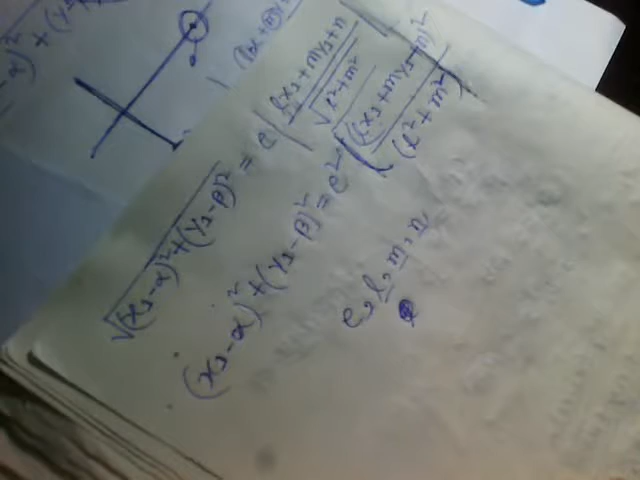 √(x₁-α)²+(y₁-β)² = e |lx₁+my₁+n / √l²+m²|
(x₁-α)²+(y₁-β)² = e² (lx₁+my₁+n)² / (l²+m²)
e, l, m, n,